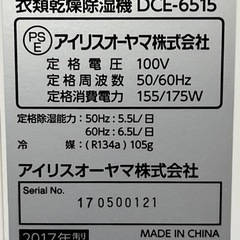 衣類乾燥除湿機 DCE-6515
PSE アイリスオーヤマ株式会社
定格電圧 100V
定格周波数 50/60Hz
定格消費電力 155/175W
定格除湿能力: 50Hz: 5.5L/日
60Hz: 6.5L/日
冷媒: (R134a) 105g
アイリスオーヤマ株式会社
Serial No.
170500121
2017年製 MADE IN CHINA